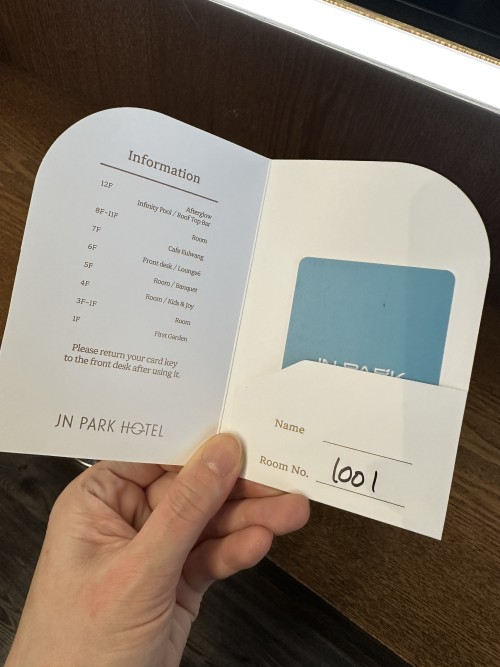 Information
12F Afterglow
Infinity Pool / Roof Top Bar
8F-11F Room
7F Cafe Eulwang
6F Front desk / Lounge6
5F Room / Banquet
4F Room / Kids & Joy
3F-1F Room
1F First Garden
Please return your card key
to the front desk after using it.
JN PARK HOTEL
JN PARK
Name
Room No. 1001